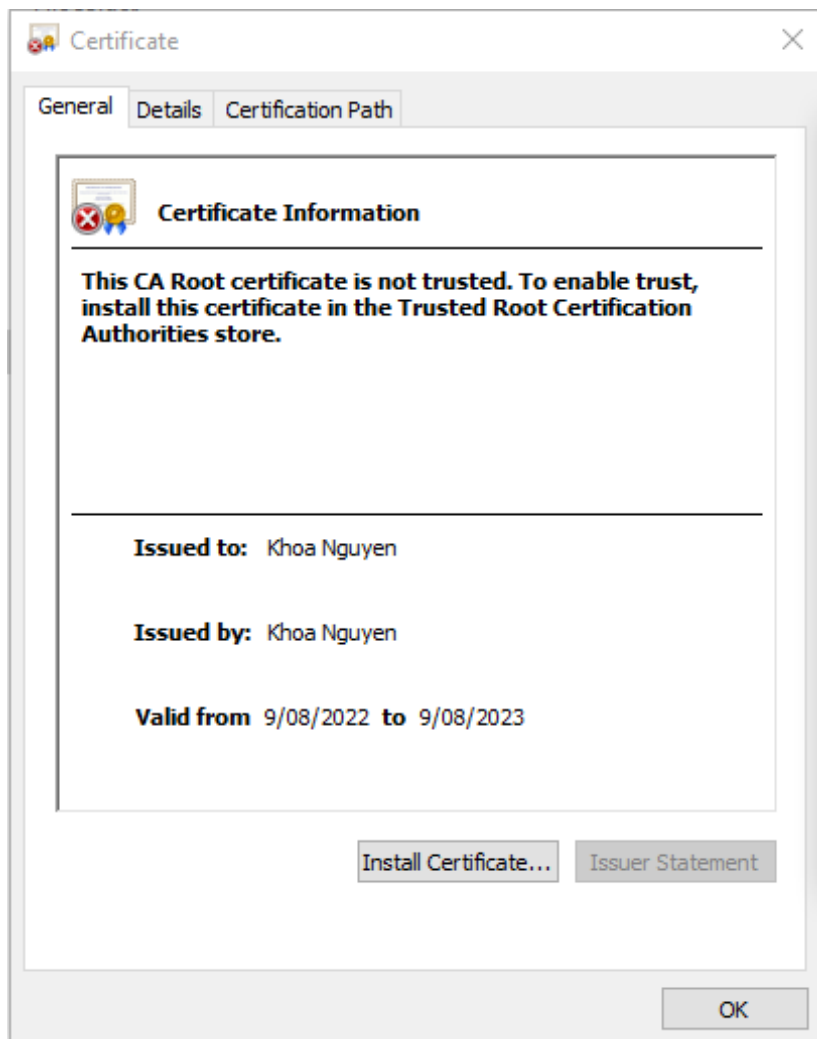 Certificate
General Details Certification Path
Certificate Information
This CA Root certificate is not trusted. To enable trust,
install this certificate in the Trusted Root Certification
Authorities store.
Issued to: Khoa Nguyen
Issued by: Khoa Nguyen
Valid from 9/08/2022 to 9/08/2023
Install Certificate... Issuer Statement
OK